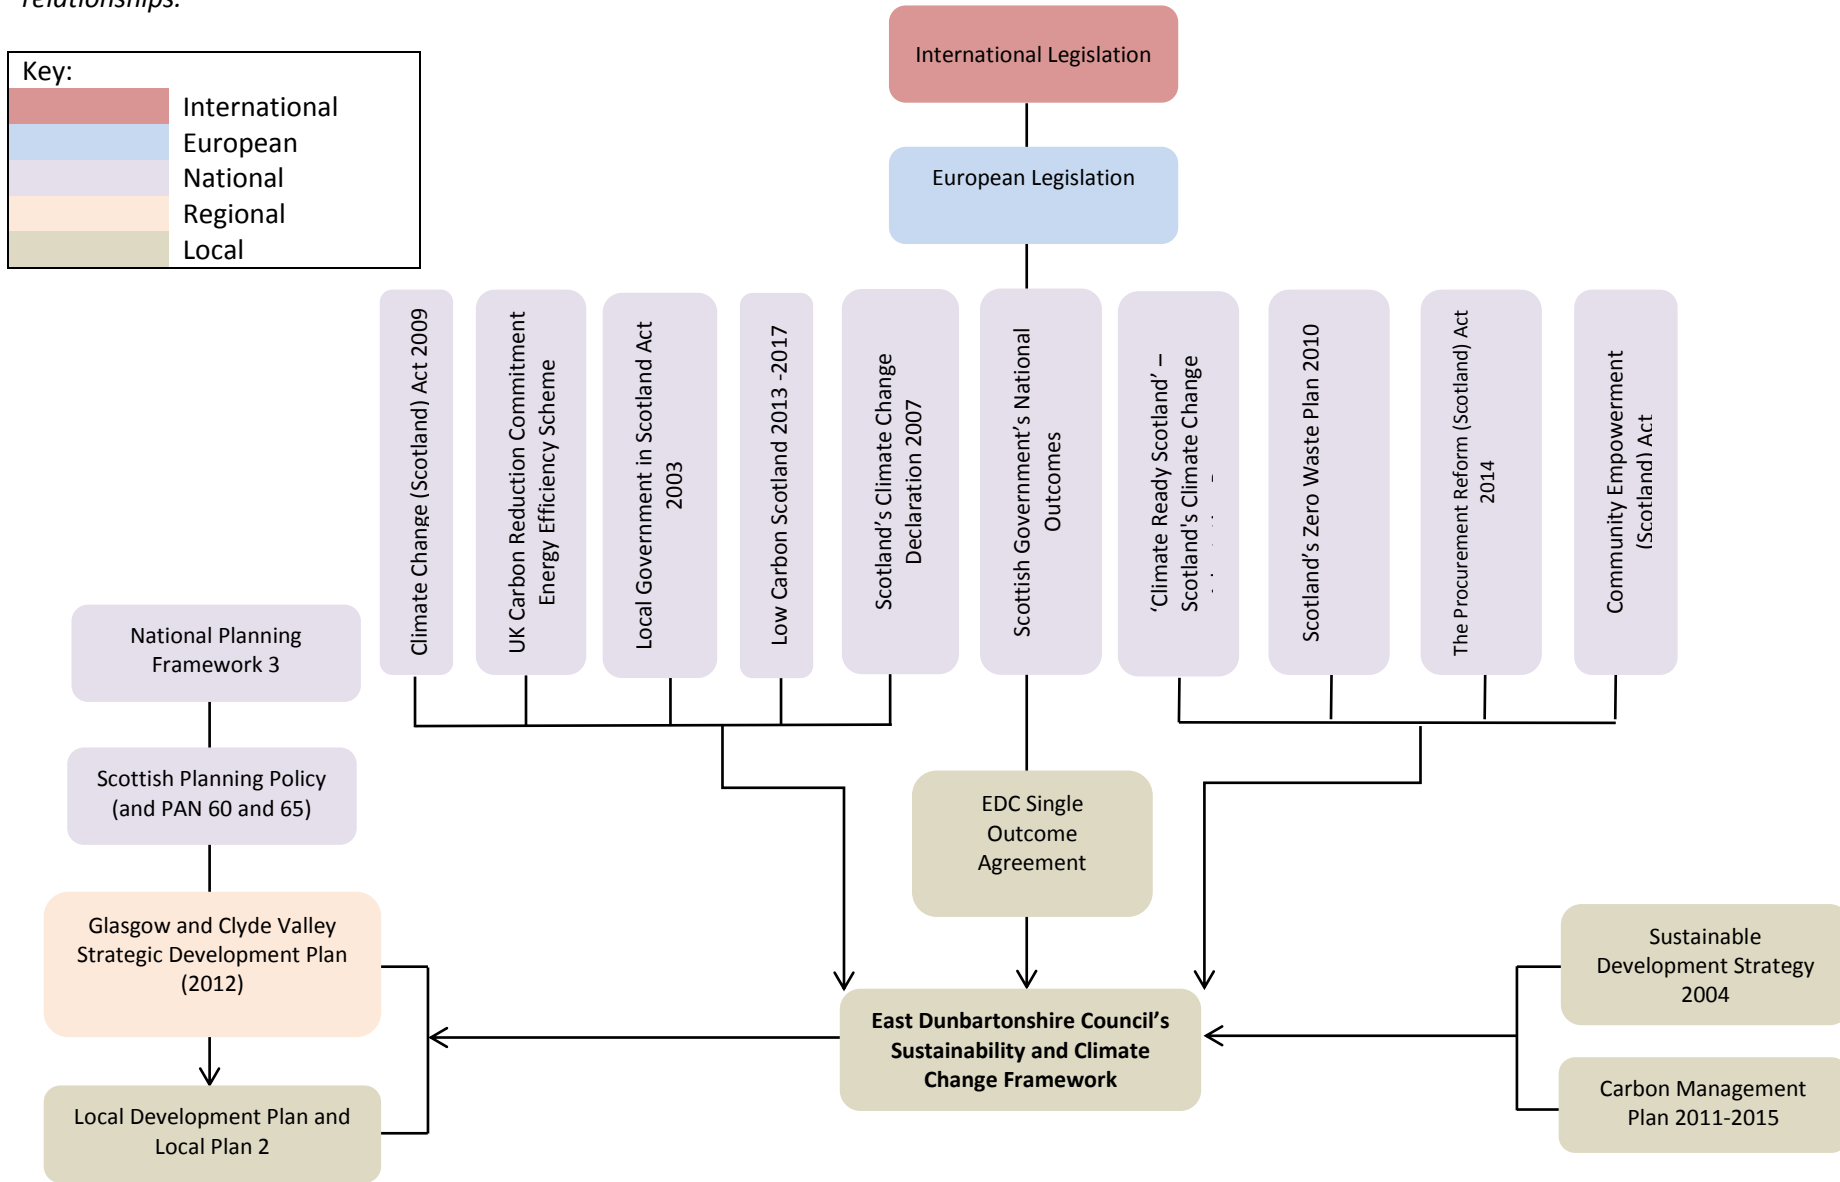 relationships.
Key:
International
European
National
Regional
Local
International Legislation
European Legislation
Climate Change (Scotland) Act 2009
UK Carbon Reduction Commitment
Energy Efficiency Scheme
Local Government in Scotland Act
2003
Low Carbon Scotland 2013 -2017
Scotland's Climate Change
Declaration 2007
Scottish Government's National
Outcomes
‘Climate Ready Scotland’ –
Scotland's Climate Change
Scotland's Zero Waste Plan 2010
The Procurement Reform (Scotland) Act
2014
Community Empowerment
(Scotland) Act
National Planning
Framework 3
Scottish Planning Policy
(and PAN 60 and 65)
Glasgow and Clyde Valley
Strategic Development Plan
(2012)
Local Development Plan and
Local Plan 2
EDC Single
Outcome
Agreement
East Dunbartonshire Council's
Sustainability and Climate
Change Framework
Sustainable
Development Strategy
2004
Carbon Management
Plan 2011-2015